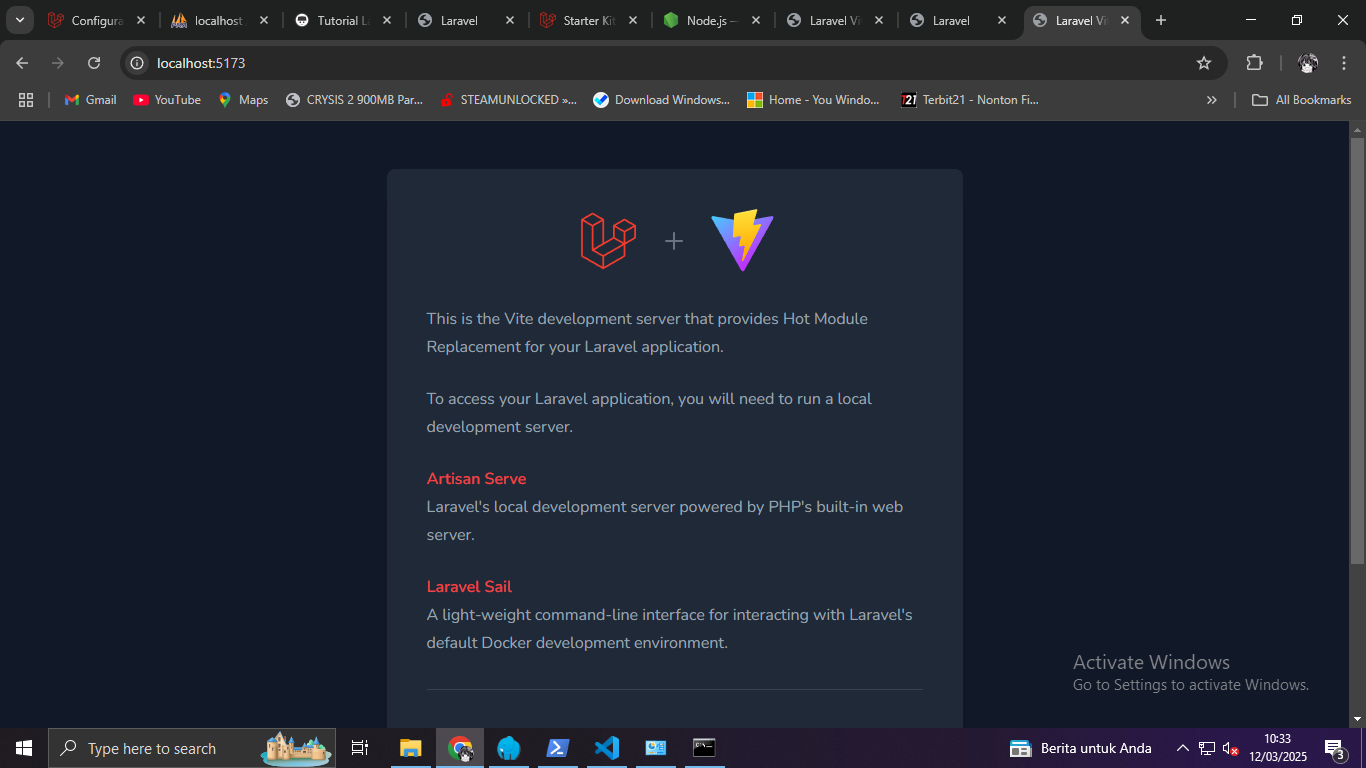 Configura
localhost
Tutorial L
Laravel
Starter Kit
Node.js —
Laravel Vi
Laravel
Laravel Vi
localhost:5173
Gmail
YouTube
Maps
CRYSIS 2 900MB Par...
STEAMUNLOCKED »...
Download Windows...
Home - You Windo...
T21
Terbit21 - Nonton Fi...
»
All Bookmarks
This is the Vite development server that provides Hot Module
Replacement for your Laravel application.
To access your Laravel application, you will need to run a local
development server.
Artisan Serve
Laravel's local development server powered by PHP's built-in web
server.
Laravel Sail
A light-weight command-line interface for interacting with Laravel's
default Docker development environment.
Activate Windows
Go to Settings to activate Windows.
Type here to search
Berita untuk Anda
10:33
12/03/2025
3